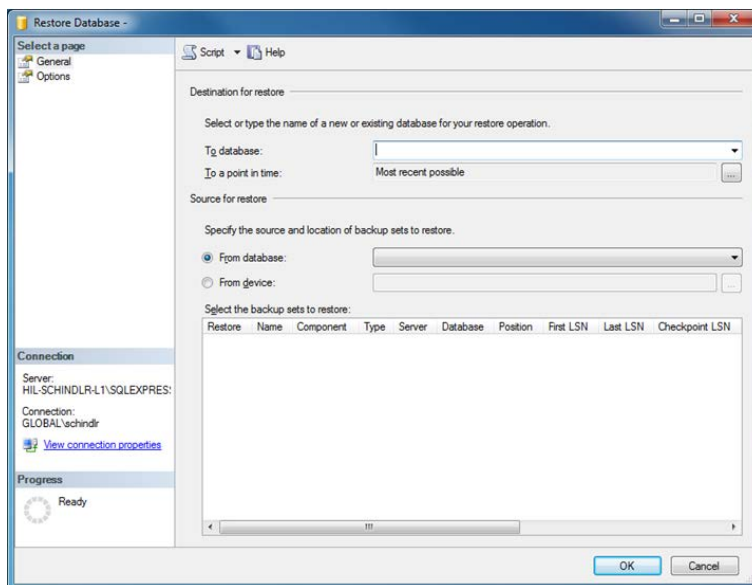 Restore Database -
Select a page
General
Options
Script
Help
Destination for restore
Select or type the name of a new or existing database for your restore operation.
To database:
To a point in time:
Most recent possible
...
Source for restore
Specify the source and location of backup sets to restore.
From database:
From device:
...
Select the backup sets to restore:
Restore Name Component Type Server Database Position First LSN Last LSN Checkpoint LSN
Connection
Server:
HIL-SCHINDLR-L1\SQLEXPRES
Connection:
GLOBAL\schindlr
View connection properties
Progress
Ready
OK
Cancel